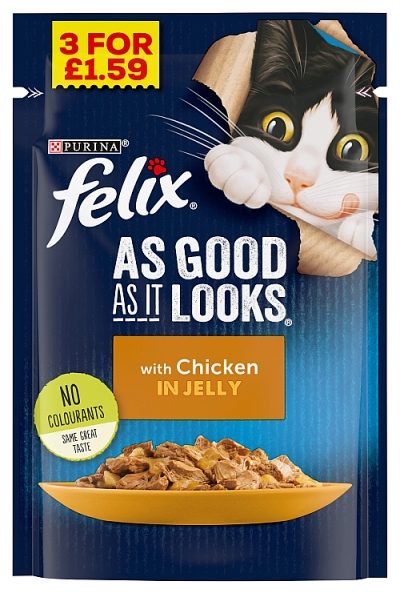 3 FOR
£1.59
PURINA®
felix®
AS GOOD
AS IT LOOKS®
with Chicken
IN JELLY
NO
COLOURANTS
SAME GREAT
TASTE